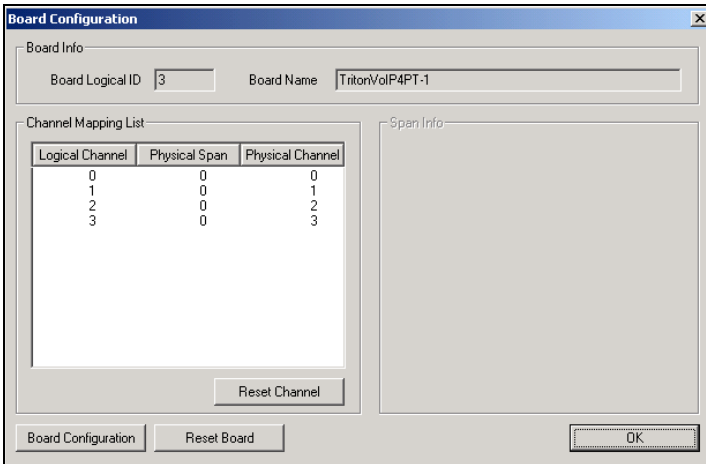 Board Configuration
Board Info
Board Logical ID 3 Board Name TritonVoIP4PT-1
Channel Mapping List
Span Info
Logical Channel Physical Span Physical Channel
0 0 0
1 0 1
2 0 2
3 0 3
Reset Channel
Board Configuration Reset Board OK